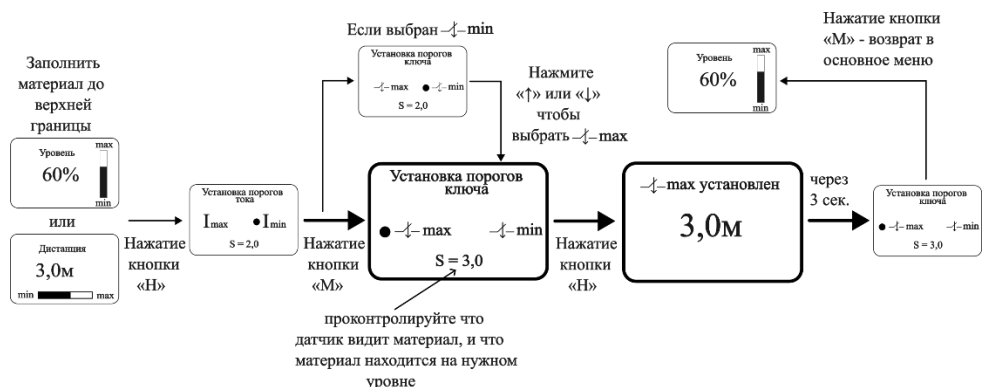 Заполнить
материал до
верхней
границы
Уровень
60%
max
min
или
Дистанция
3,0м
min
max
Нажатие
кнопки
«Н»
Установка порогов
тока
Imax
● Imin
S = 2,0
Нажатие
кнопки
«М»
Если выбран min
Установка порогов
ключа
max
● min
S = 2,0
Нажмите
«↑» или «↓»
чтобы
выбрать max
Установка порогов
ключа
● max
min
S = 3,0
проконтролируйте что
датчик видит материал, и что
материал находится на нужном
уровне
Нажатие
кнопки
«Н»
max установлен
3,0м
через
3 сек.
Установка порогов
ключа
● max
min
S = 3,0
Нажатие кнопки
«М» - возврат в
основное меню
Уровень
60%
max
min